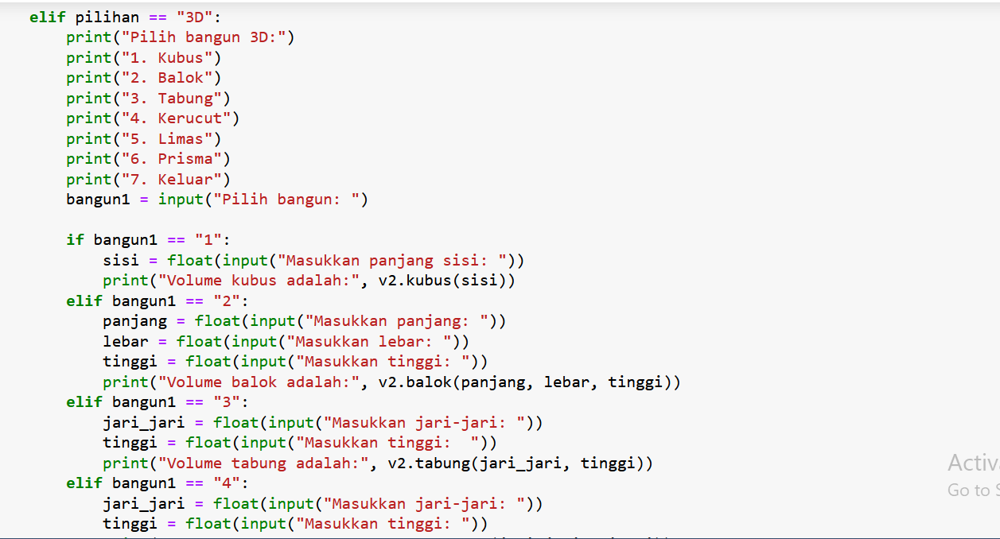 elif pilihan == "3D":
    print("Pilih bangun 3D:")
    print("1. Kubus")
    print("2. Balok")
    print("3. Tabung")
    print("4. Kerucut")
    print("5. Limas")
    print("6. Prisma")
    print("7. Keluar")
    bangun1 = input("Pilih bangun: ")

    if bangun1 == "1":
        sisi = float(input("Masukkan panjang sisi: "))
        print("Volume kubus adalah:", v2.kubus(sisi))
    elif bangun1 == "2":
        panjang = float(input("Masukkan panjang: "))
        lebar = float(input("Masukkan lebar: "))
        tinggi = float(input("Masukkan tinggi: "))
        print("Volume balok adalah:", v2.balok(panjang, lebar, tinggi))
    elif bangun1 == "3":
        jari_jari = float(input("Masukkan jari-jari: "))
        tinggi = float(input("Masukkan tinggi:  "))
        print("Volume tabung adalah:", v2.tabung(jari_jari, tinggi))
    elif bangun1 == "4":
        jari_jari = float(input("Masukkan jari-jari: "))
        tinggi = float(input("Masukkan tinggi: "))
Activ
Go to